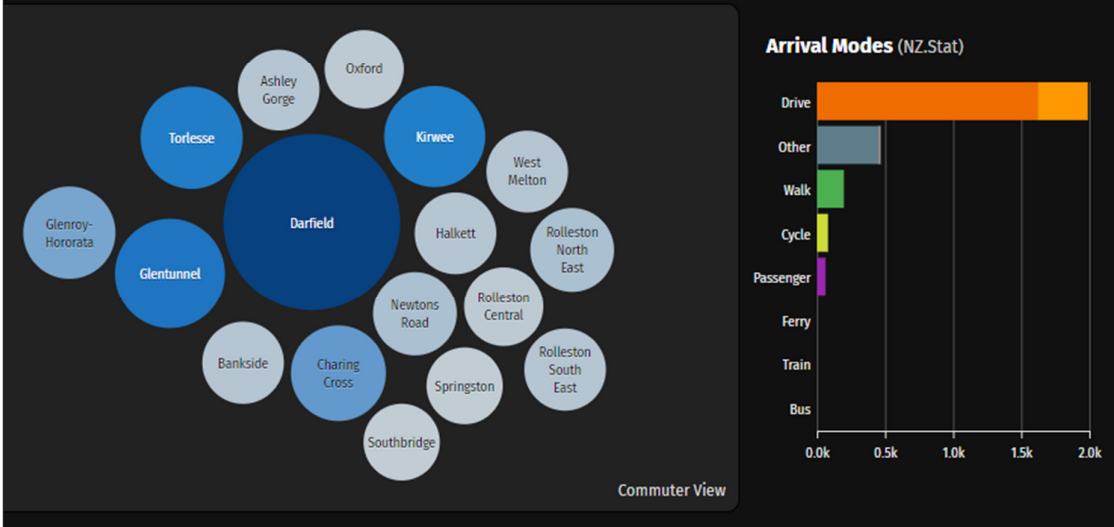 Oxford
Ashley
Gorge
Torlesse
Kirwee
West
Melton
Darfield
Glenroy-
Hororata
Halkett
Rolleston
North
East
Glentunnel
Newtons
Road
Rolleston
Central
Bankside
Charing
Cross
Springston
Rolleston
South
East
Southbridge
Commuter View
Arrival Modes (NZ.Stat)
Drive
Other
Walk
Cycle
Passenger
Ferry
Train
Bus
0.0k 0.5k 1.0k 1.5k 2.0k